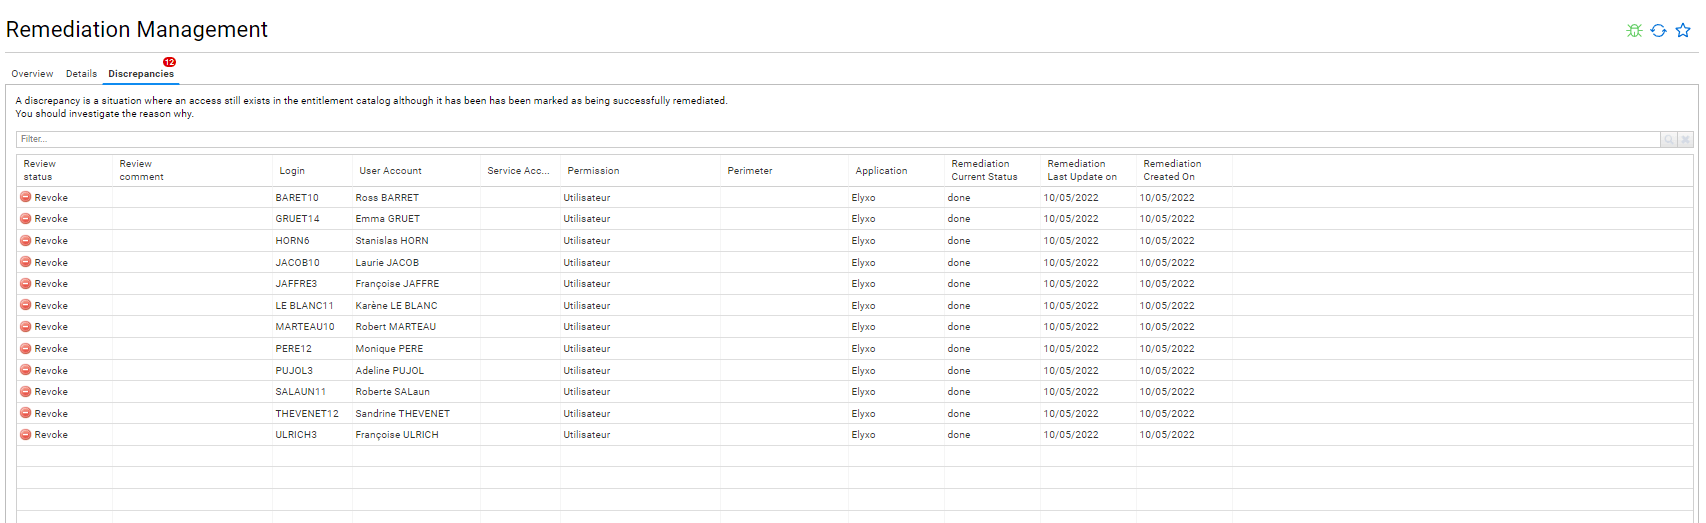 Remediation Management
Overview Details Discrepancies 12
A discrepancy is a situation where an access still exists in the entitlement catalog although it has been has been marked as being successfully remediated.
You should investigate the reason why.
Filter...
Review status Review comment Login User Account Service Acc... Permission Perimeter Application Remediation Current Status Remediation Last Update on Remediation Created On
Revoke BARET10 Ross BARRET Utilisateur Elyxo done 10/05/2022 10/05/2022
Revoke GRUET14 Emma GRUET Utilisateur Elyxo done 10/05/2022 10/05/2022
Revoke HORN6 Stanislas HORN Utilisateur Elyxo done 10/05/2022 10/05/2022
Revoke JACOB10 Laurie JACOB Utilisateur Elyxo done 10/05/2022 10/05/2022
Revoke JAFFRE3 Françoise JAFFRE Utilisateur Elyxo done 10/05/2022 10/05/2022
Revoke LE BLANC11 Karène LE BLANC Utilisateur Elyxo done 10/05/2022 10/05/2022
Revoke MARTEAU10 Robert MARTEAU Utilisateur Elyxo done 10/05/2022 10/05/2022
Revoke PERE12 Monique PERE Utilisateur Elyxo done 10/05/2022 10/05/2022
Revoke PUJOL3 Adeline PUJOL Utilisateur Elyxo done 10/05/2022 10/05/2022
Revoke SALAUN11 Roberte SALaun Utilisateur Elyxo done 10/05/2022 10/05/2022
Revoke THEVENET12 Sandrine THEVENET Utilisateur Elyxo done 10/05/2022 10/05/2022
Revoke ULRICH3 Françoise ULRICH Utilisateur Elyxo done 10/05/2022 10/05/2022